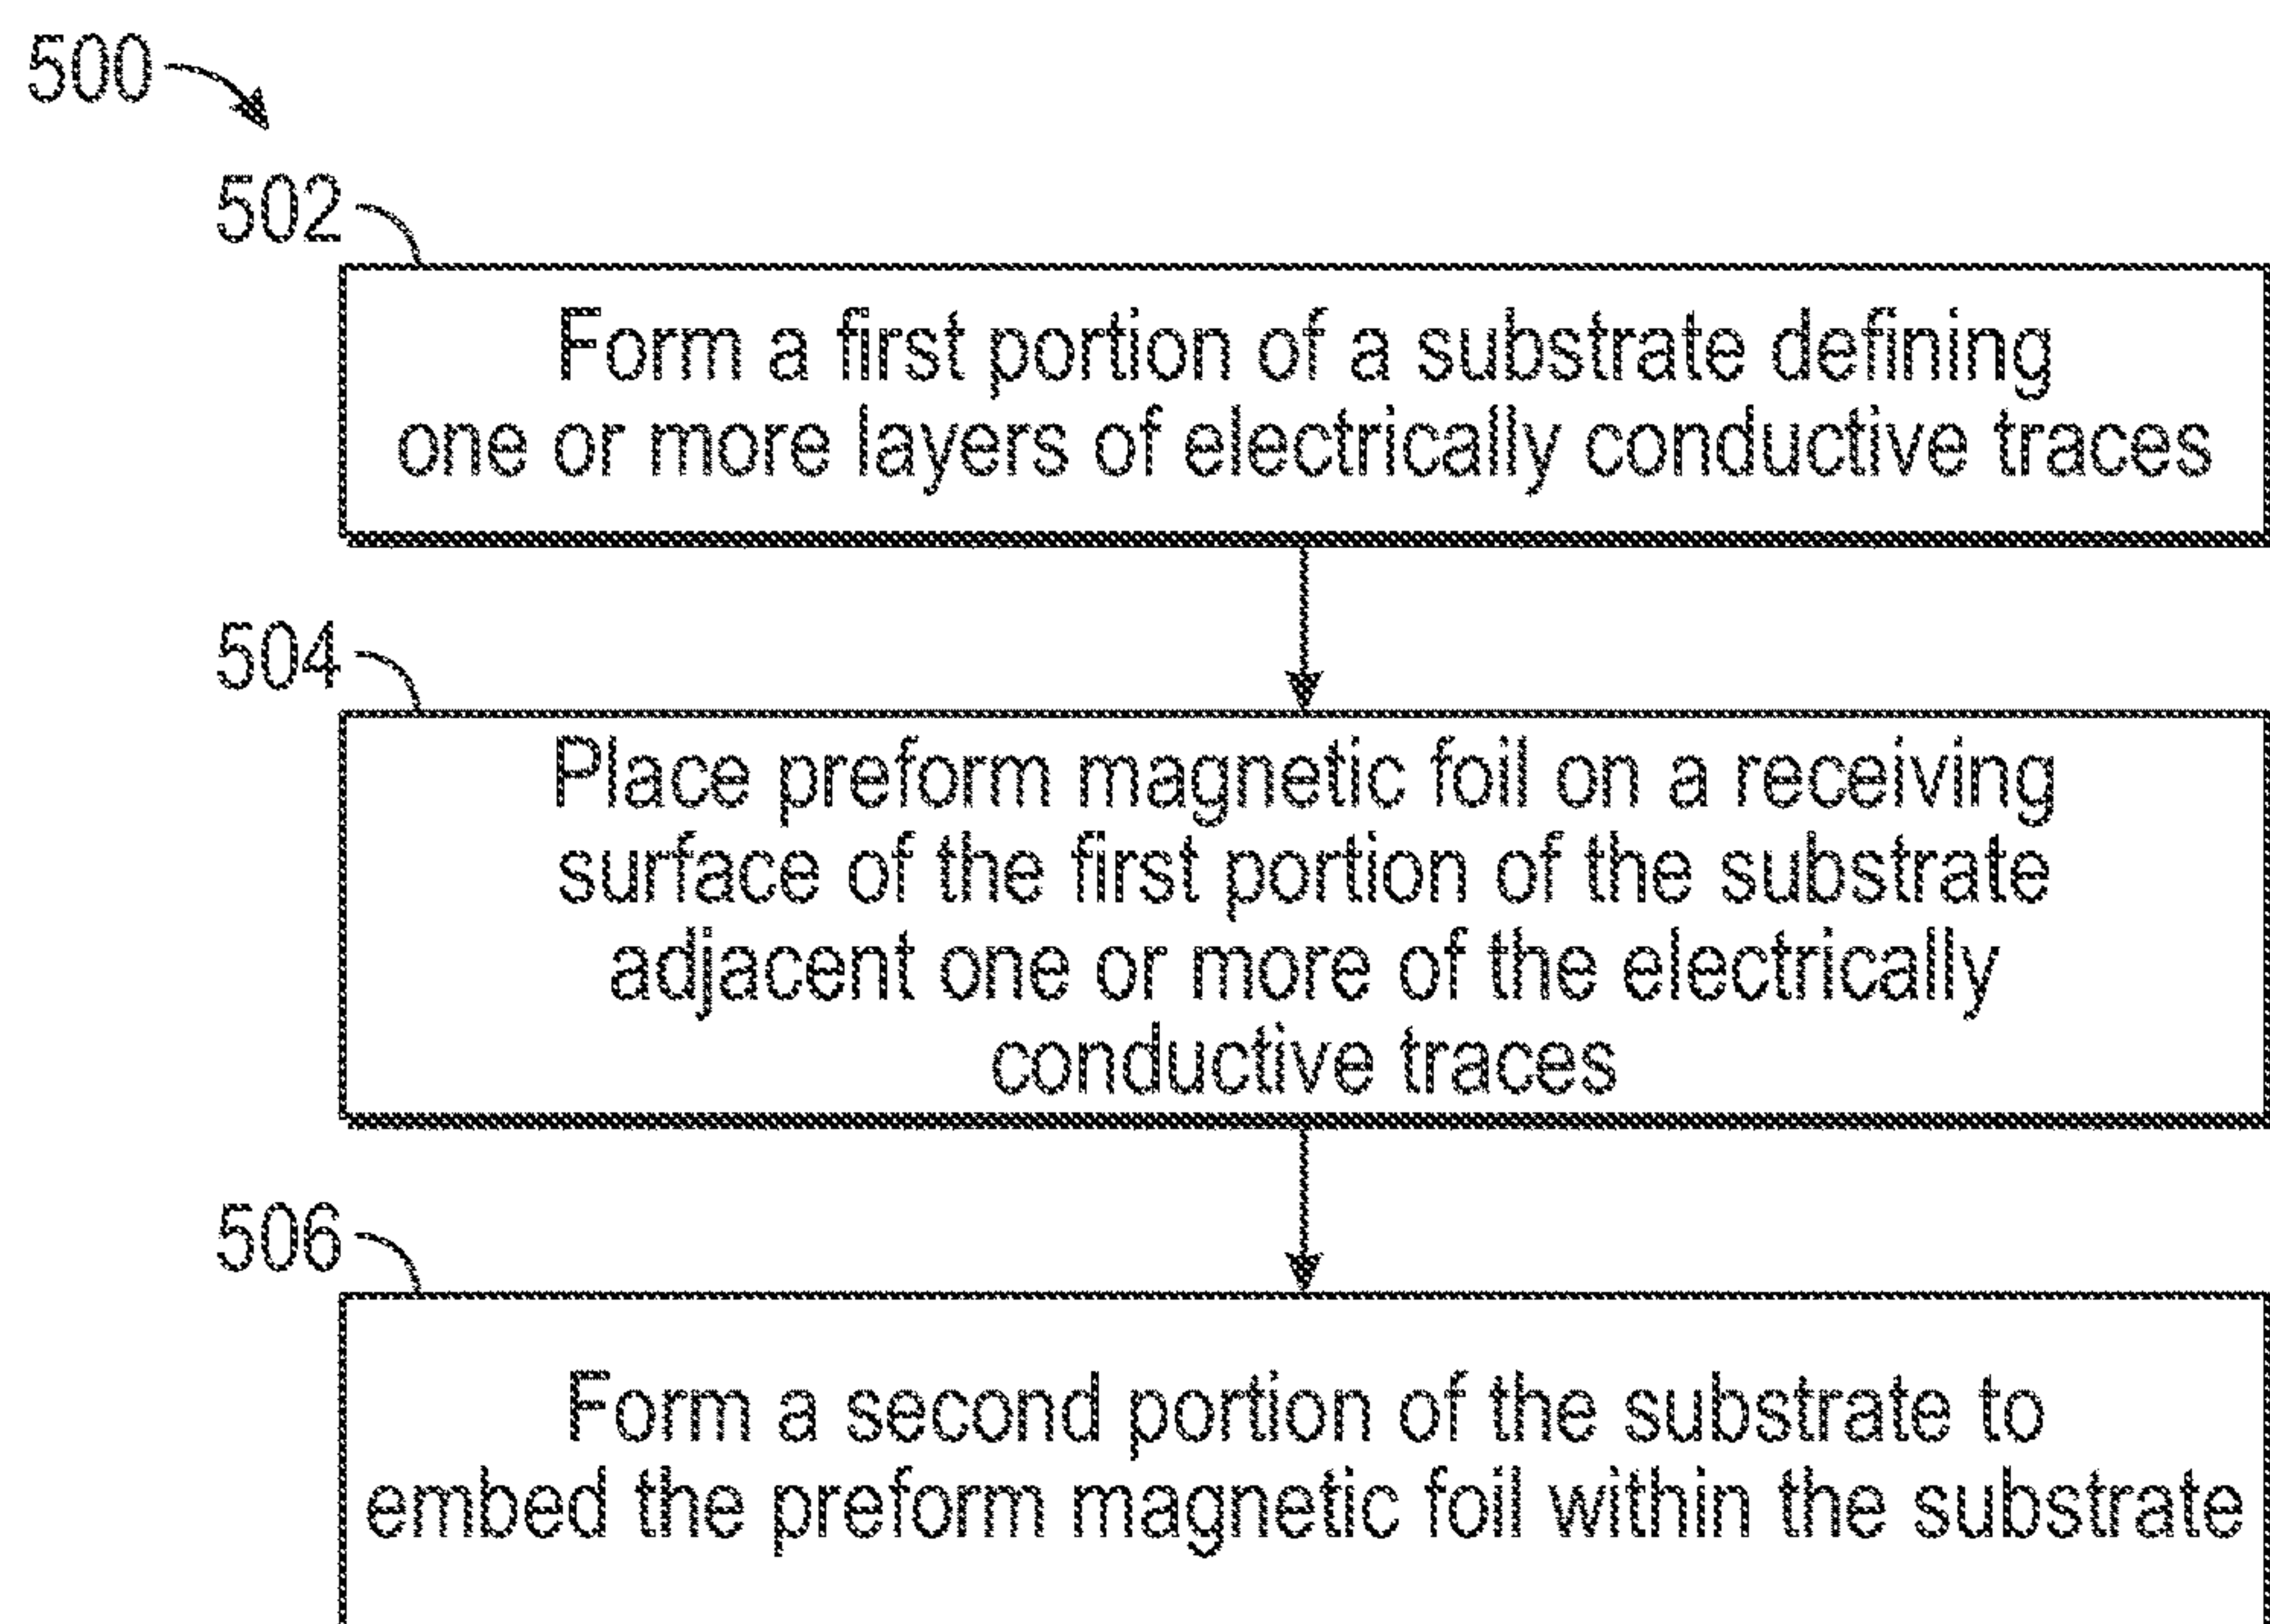 500
502
Form a first portion of a substrate defining
one or more layers of electrically conductive traces
504
Place preform magnetic foil on a receiving
surface of the first portion of the substrate
adjacent one or more of the electrically
conductive traces
506
Form a second portion of the substrate to
embed the preform magnetic foil within the substrate